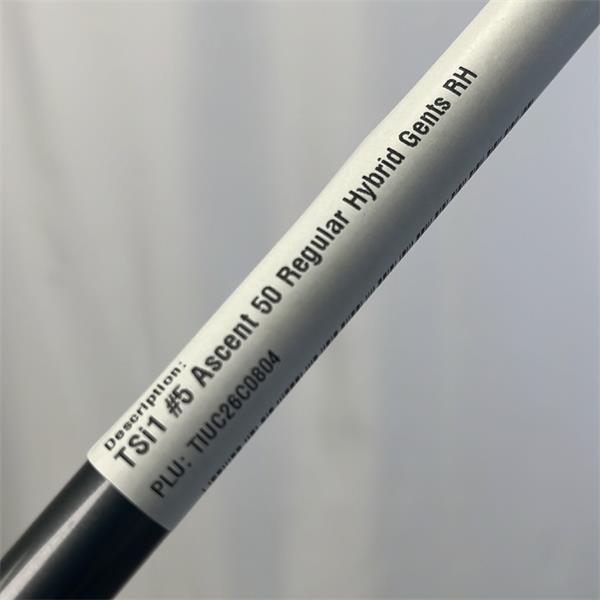 Description:
TSi1 #5 Ascent 50 Regular Hybrid Gents RH
PLU: TIUC26C0804